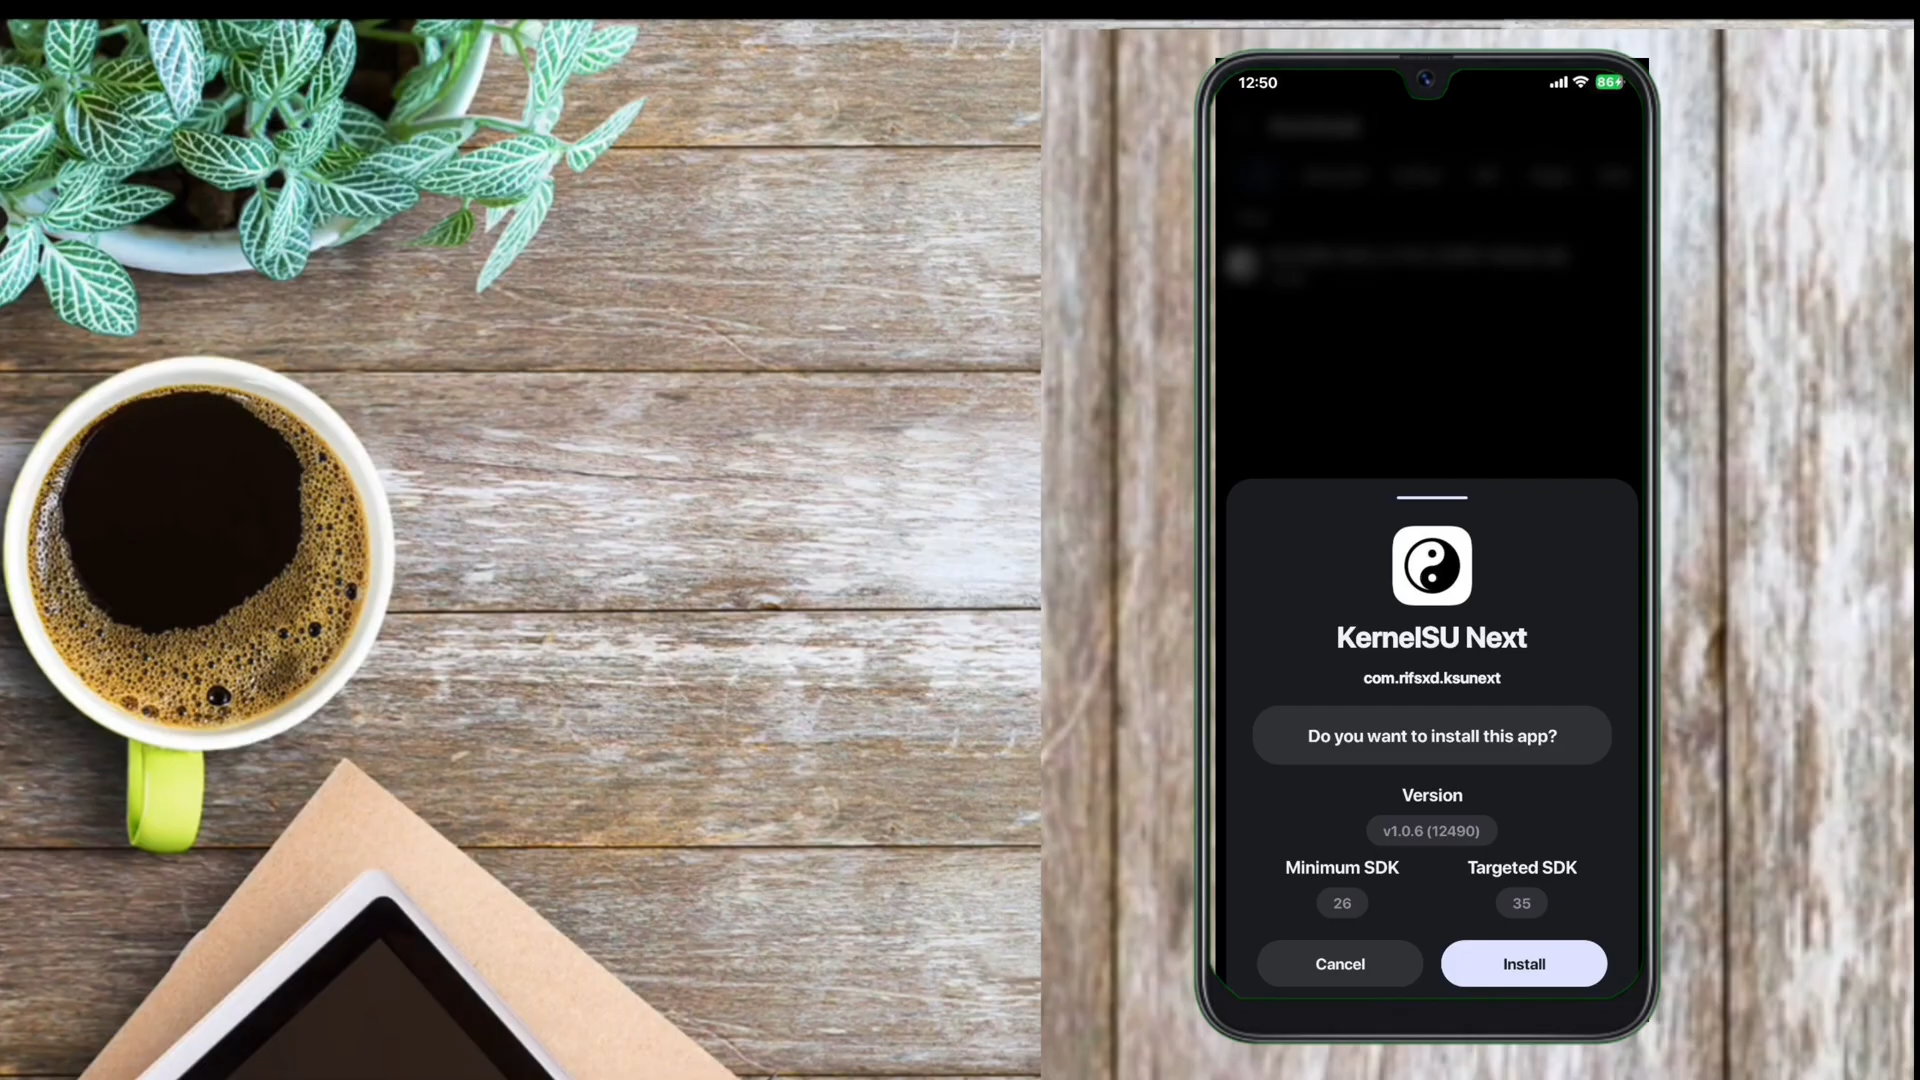 12:50
86
KernelSU Next
com.rifsxd.ksunext
Do you want to install this app?
Version
v1.0.6 (12490)
Minimum SDK
Targeted SDK
26
35
Cancel
Install